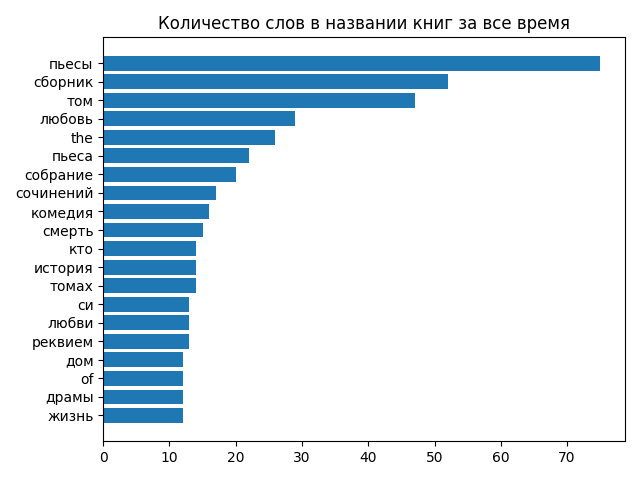 Количество слов в названии книг за все время
пьесы
сборник
том
любовь
the
пьеса
собрание
сочинений
комедия
смерть
кто
история
томах
си
любви
реквием
дом
of
драмы
жизнь
0 10 20 30 40 50 60 70